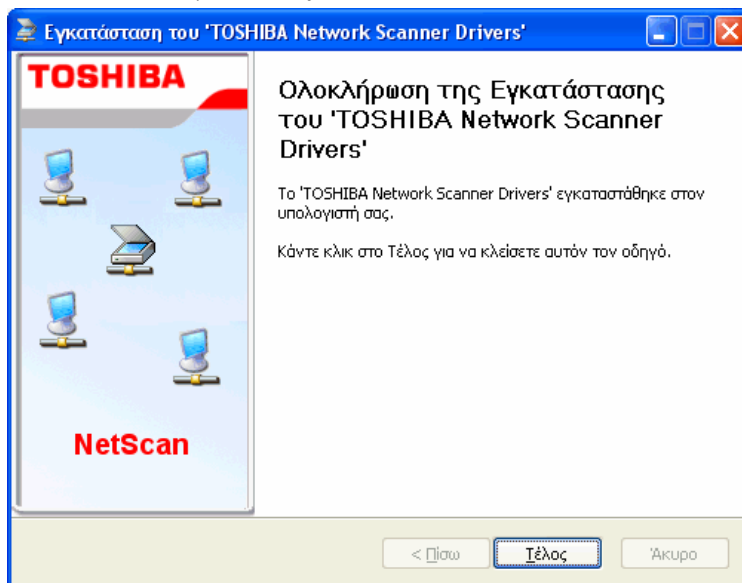 Εγκατάσταση του 'TOSHIBA Network Scanner Drivers'
TOSHIBA
Ολοκλήρωση της Εγκατάστασης
του 'TOSHIBA Network Scanner
Drivers'
Το 'TOSHIBA Network Scanner Drivers' εγκαταστάθηκε στον
υπολογιστή σας.
Κάντε κλικ στο Τέλος για να κλείσετε αυτόν τον οδηγό.
NetScan
< Πίσω
Τέλος
Άκυρο